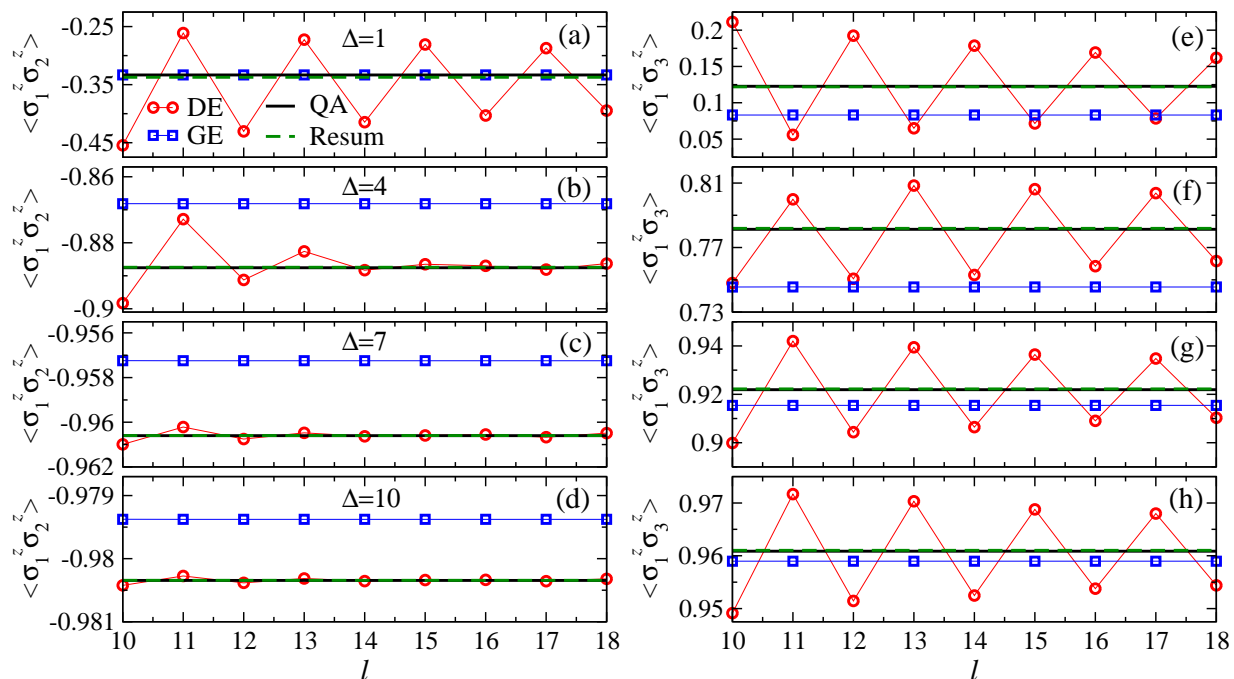 <σ₁ᶻσ₂ᶻ>
-0.25
-0.35
-0.45
Δ=1
(a)
DE
GE
QA
Resum
<σ₁ᶻσ₂ᶻ>
-0.86
-0.88
-0.9
Δ=4
(b)
<σ₁ᶻσ₂ᶻ>
-0.956
-0.957
-0.96
-0.962
Δ=7
(c)
<σ₁ᶻσ₂ᶻ>
-0.979
-0.98
-0.981
Δ=10
(d)
10 11 12 13 14 15 16 17 18
l
<σ₁ᶻσ₃ᶻ>
0.2
0.15
0.1
0.05
(e)
<σ₁ᶻσ₃>
0.81
0.77
0.73
(f)
<σ₁ᶻσ₃ᶻ>
0.94
0.92
0.9
(g)
<σ₁ᶻσ₃ᶻ>
0.97
0.96
0.95
(h)
10 11 12 13 14 15 16 17 18
l